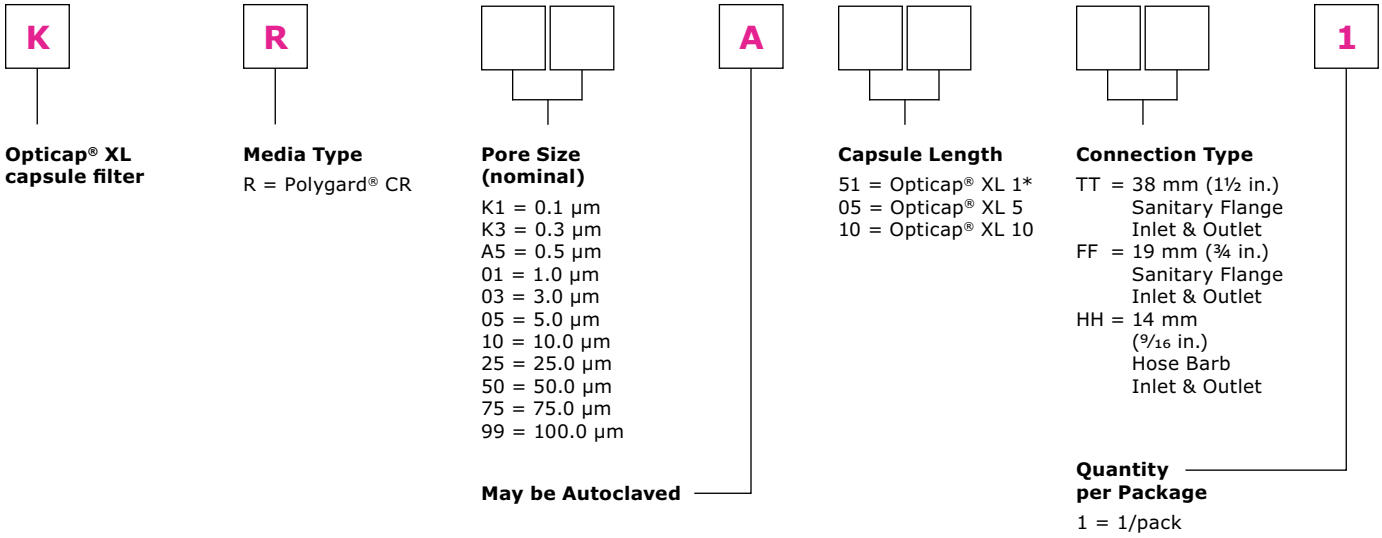 K R A 1
Opticap® XL
capsule filter
Media Type
R = Polygard® CR
Pore Size
(nominal)
K1 = 0.1 µm
K3 = 0.3 µm
A5 = 0.5 µm
01 = 1.0 µm
03 = 3.0 µm
05 = 5.0 µm
10 = 10.0 µm
25 = 25.0 µm
50 = 50.0 µm
75 = 75.0 µm
99 = 100.0 µm
May be Autoclaved
Capsule Length
51 = Opticap® XL 1*
05 = Opticap® XL 5
10 = Opticap® XL 10
Connection Type
TT = 38 mm (1½ in.)
Sanitary Flange
Inlet & Outlet
FF = 19 mm (¾ in.)
Sanitary Flange
Inlet & Outlet
HH = 14 mm
(⁹⁄₁₆ in.)
Hose Barb
Inlet & Outlet
Quantity
per Package
1 = 1/pack